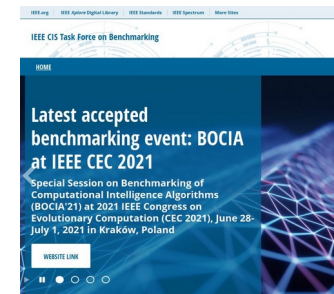 IEEE.org | IEEE Xplore Digital Library | IEEE Standards | IEEE Spectrum | More Sites
IEEE CIS Task Force on Benchmarking
HOME
Latest accepted
benchmarking event: BOCIA
at IEEE CEC 2021
Special Session on Benchmarking of
Computational Intelligence Algorithms
(BOCIA'21) at 2021 IEEE Congress on
Evolutionary Computation (CEC 2021), June 28-
July 1, 2021 in Kraków, Poland
WEBSITE LINK